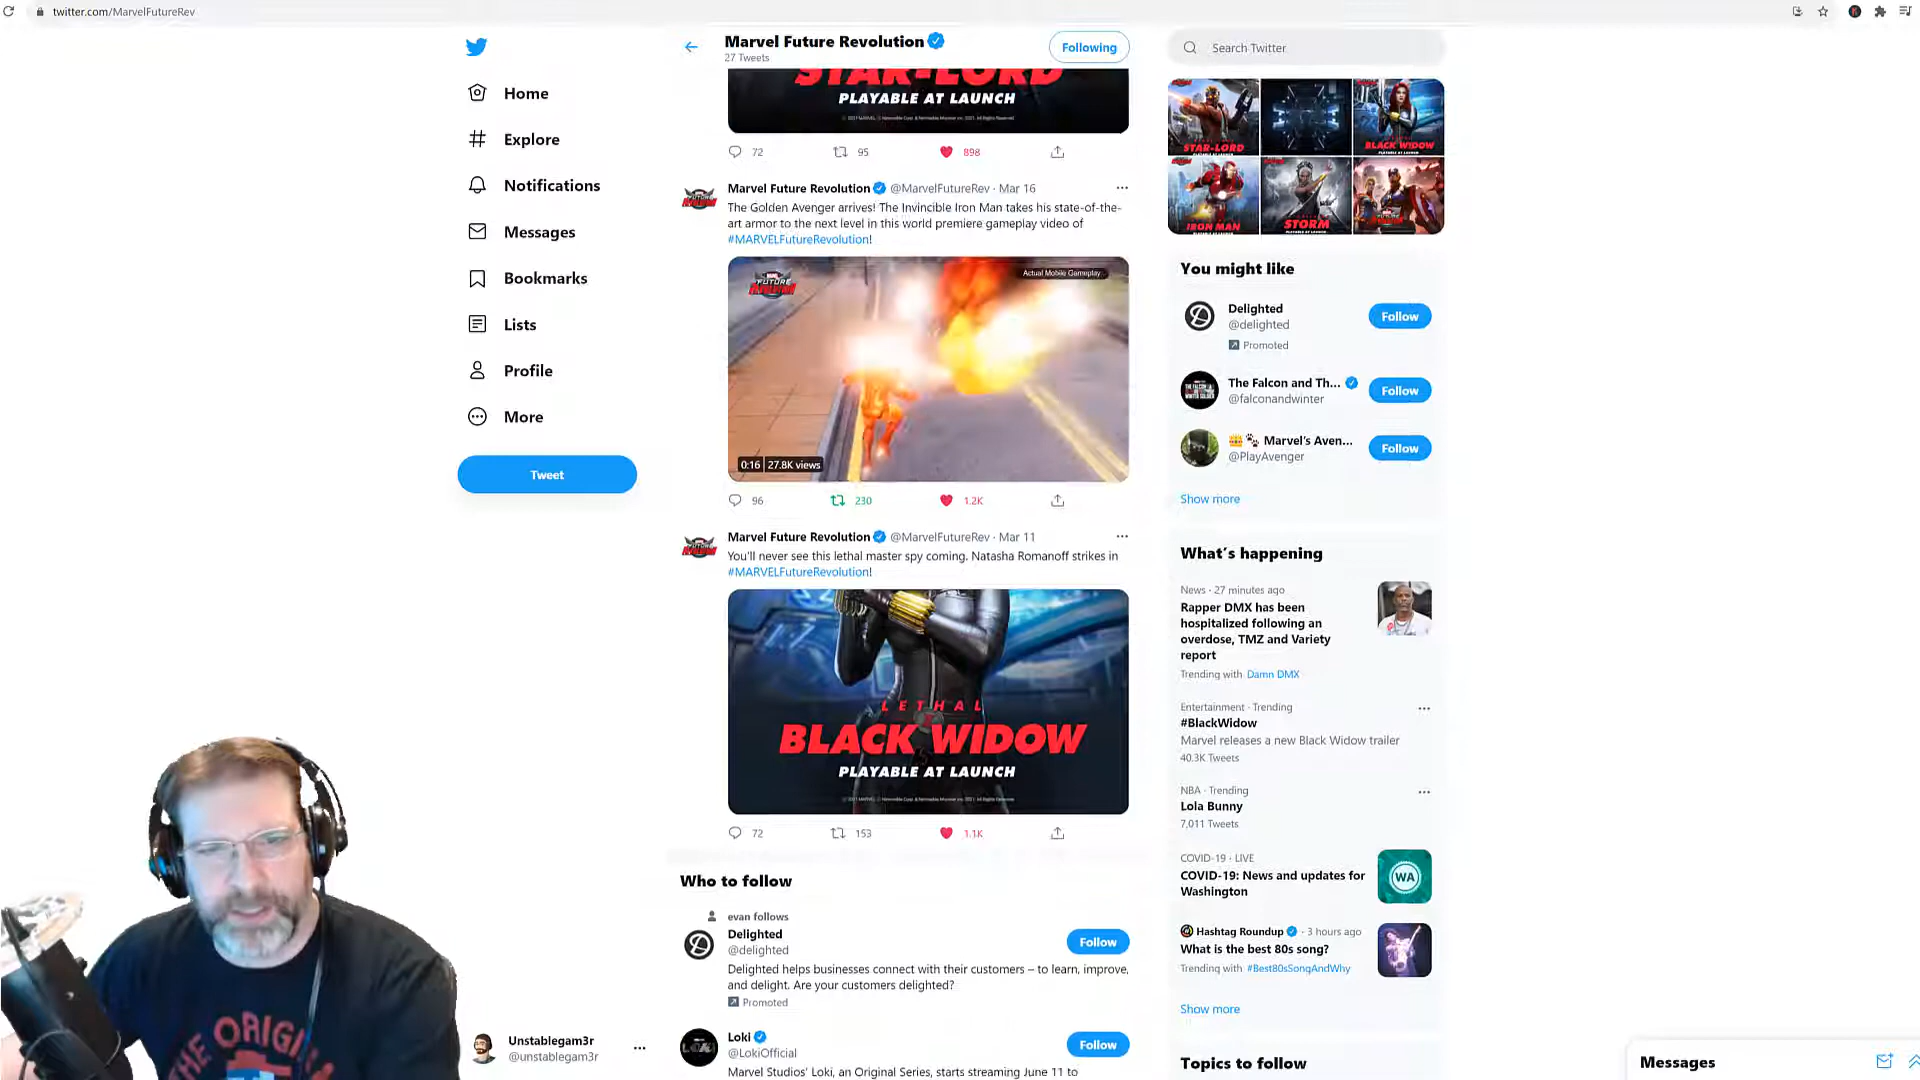 twitter.com/MarvelFutureRev
Home
Explore
Notifications
Messages
Bookmarks
Lists
Profile
More
Tweet
Unstablegam3r
@unstablegam3r
Marvel Future Revolution
27 Tweets
Following
STAR-LORD
PLAYABLE AT LAUNCH
72 95 898
Marvel Future Revolution @MarvelFutureRev · Mar 16
The Golden Avenger arrives! The Invincible Iron Man takes his state-of-the-
art armor to the next level in this world premiere gameplay video of
#MARVELFutureRevolution!
Actual Mobile Gameplay
0:16 27.8K views
96 230 1.2K
Marvel Future Revolution @MarvelFutureRev · Mar 11
You'll never see this lethal master spy coming. Natasha Romanoff strikes in
#MARVELFutureRevolution!
LETHAL
BLACK WIDOW
PLAYABLE AT LAUNCH
72 153 1.1K
Who to follow
evan follows
Delighted
@delighted
Follow
Delighted helps businesses connect with their customers – to learn, improve,
and delight. Are your customers delighted?
Promoted
Loki
@LokiOfficial
Follow
Marvel Studios' Loki, an Original Series, starts streaming June 11 to
Search Twitter
STAR-LORD
BLACK WIDOW
IRON MAN
STORM
You might like
Delighted
@delighted
Promoted
Follow
The Falcon and Th...
@falconandwinter
Follow
Marvel's Aven...
@PlayAvenger
Follow
Show more
What's happening
News · 27 minutes ago
Rapper DMX has been
hospitalized following an
overdose, TMZ and Variety
report
Trending with Damn DMX
Entertainment · Trending
#BlackWidow
Marvel releases a new Black Widow trailer
40.3K Tweets
NBA · Trending
Lola Bunny
7,011 Tweets
COVID-19 · LIVE
COVID-19: News and updates for
Washington
WA
Hashtag Roundup · 3 hours ago
What is the best 80s song?
Trending with #Best80sSongAndWhy
Show more
Topics to follow
Messages
THE ORIGI